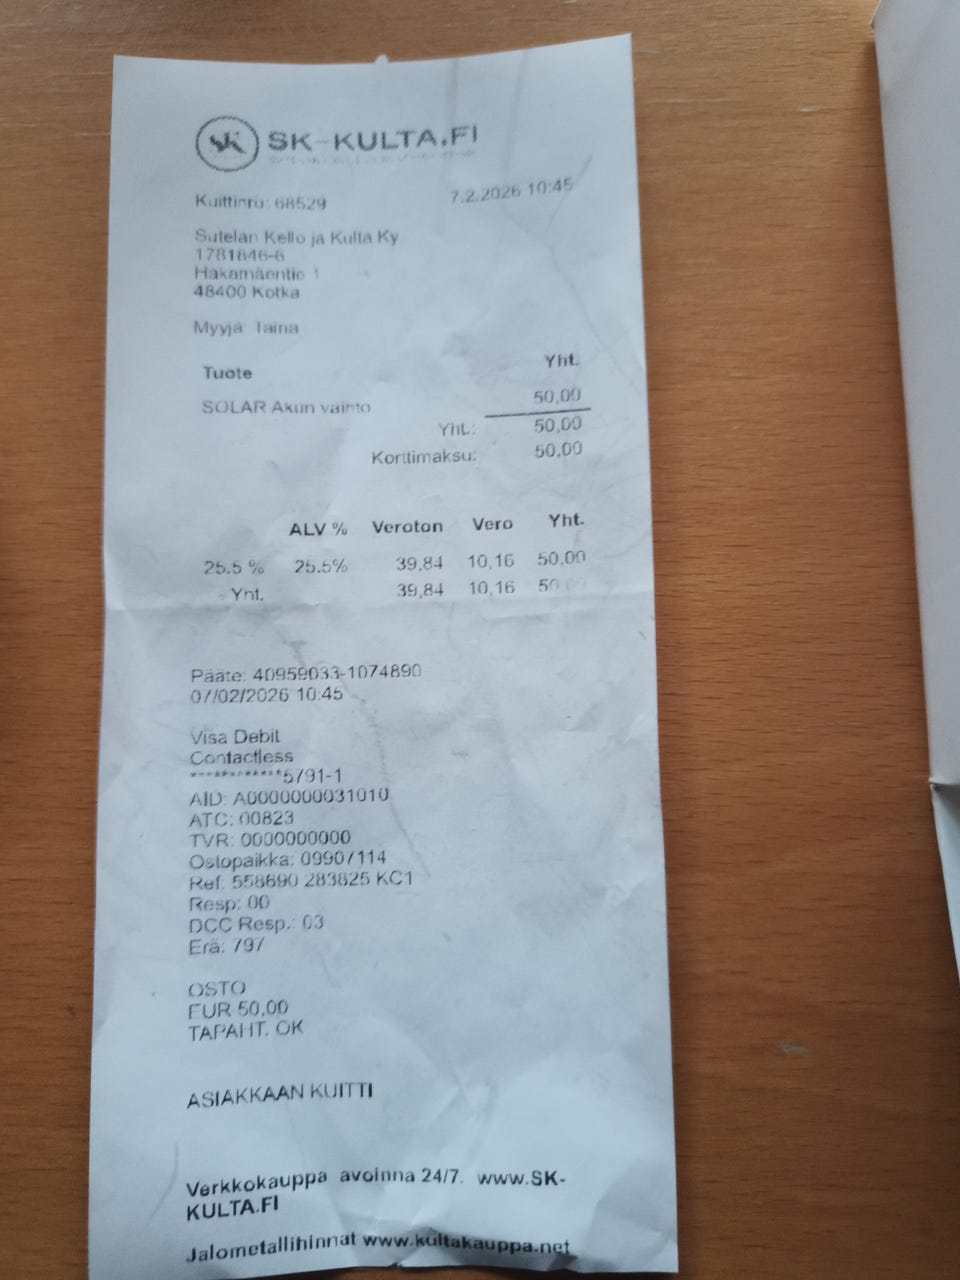 SK SK-KULTA.FI
Kuittinro: 68529 7.2.2026 10:45
Sutelan Kello ja Kulta Ky
1781846-6
Hakamäentie 1
48400 Kotka
Myyjä: Taina
Tuote Yht.
SOLAR Akun vaihto 50,00
Yht.: 50,00
Korttimaksu: 50,00
ALV % Veroton Vero Yht.
25.5 % 25.5% 39,84 10,16 50,00
Yht. 39,84 10,16 50,00
Pääte: 40959033-1074890
07/02/2026 10:45
Visa Debit
Contactless
************5791-1
AID: A0000000031010
ATC: 00823
TVR: 0000000000
Ostopaikka: 09907114
Ref: 558690 283825 KC1
Resp: 00
DCC Resp.: 03
Erä: 797
OSTO
EUR 50,00
TAPAHT. OK
ASIAKKAAN KUITTI
Verkkokauppa avoinna 24/7. www.SK-
KULTA.FI
Jalometallihinnat www.kultakauppa.net